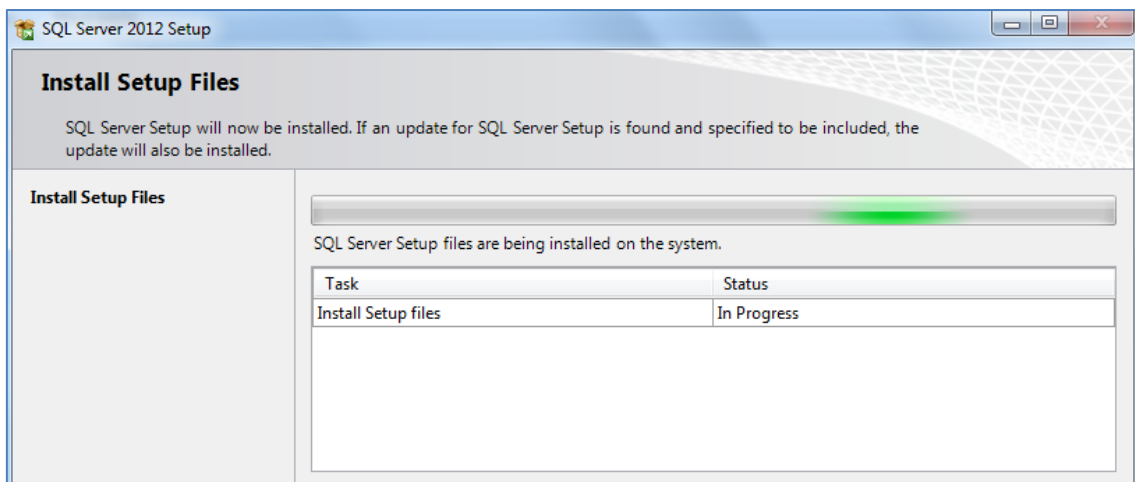 SQL Server 2012 Setup
Install Setup Files
SQL Server Setup will now be installed. If an update for SQL Server Setup is found and specified to be included, the
update will also be installed.
Install Setup Files
SQL Server Setup files are being installed on the system.
Task Status
Install Setup files In Progress